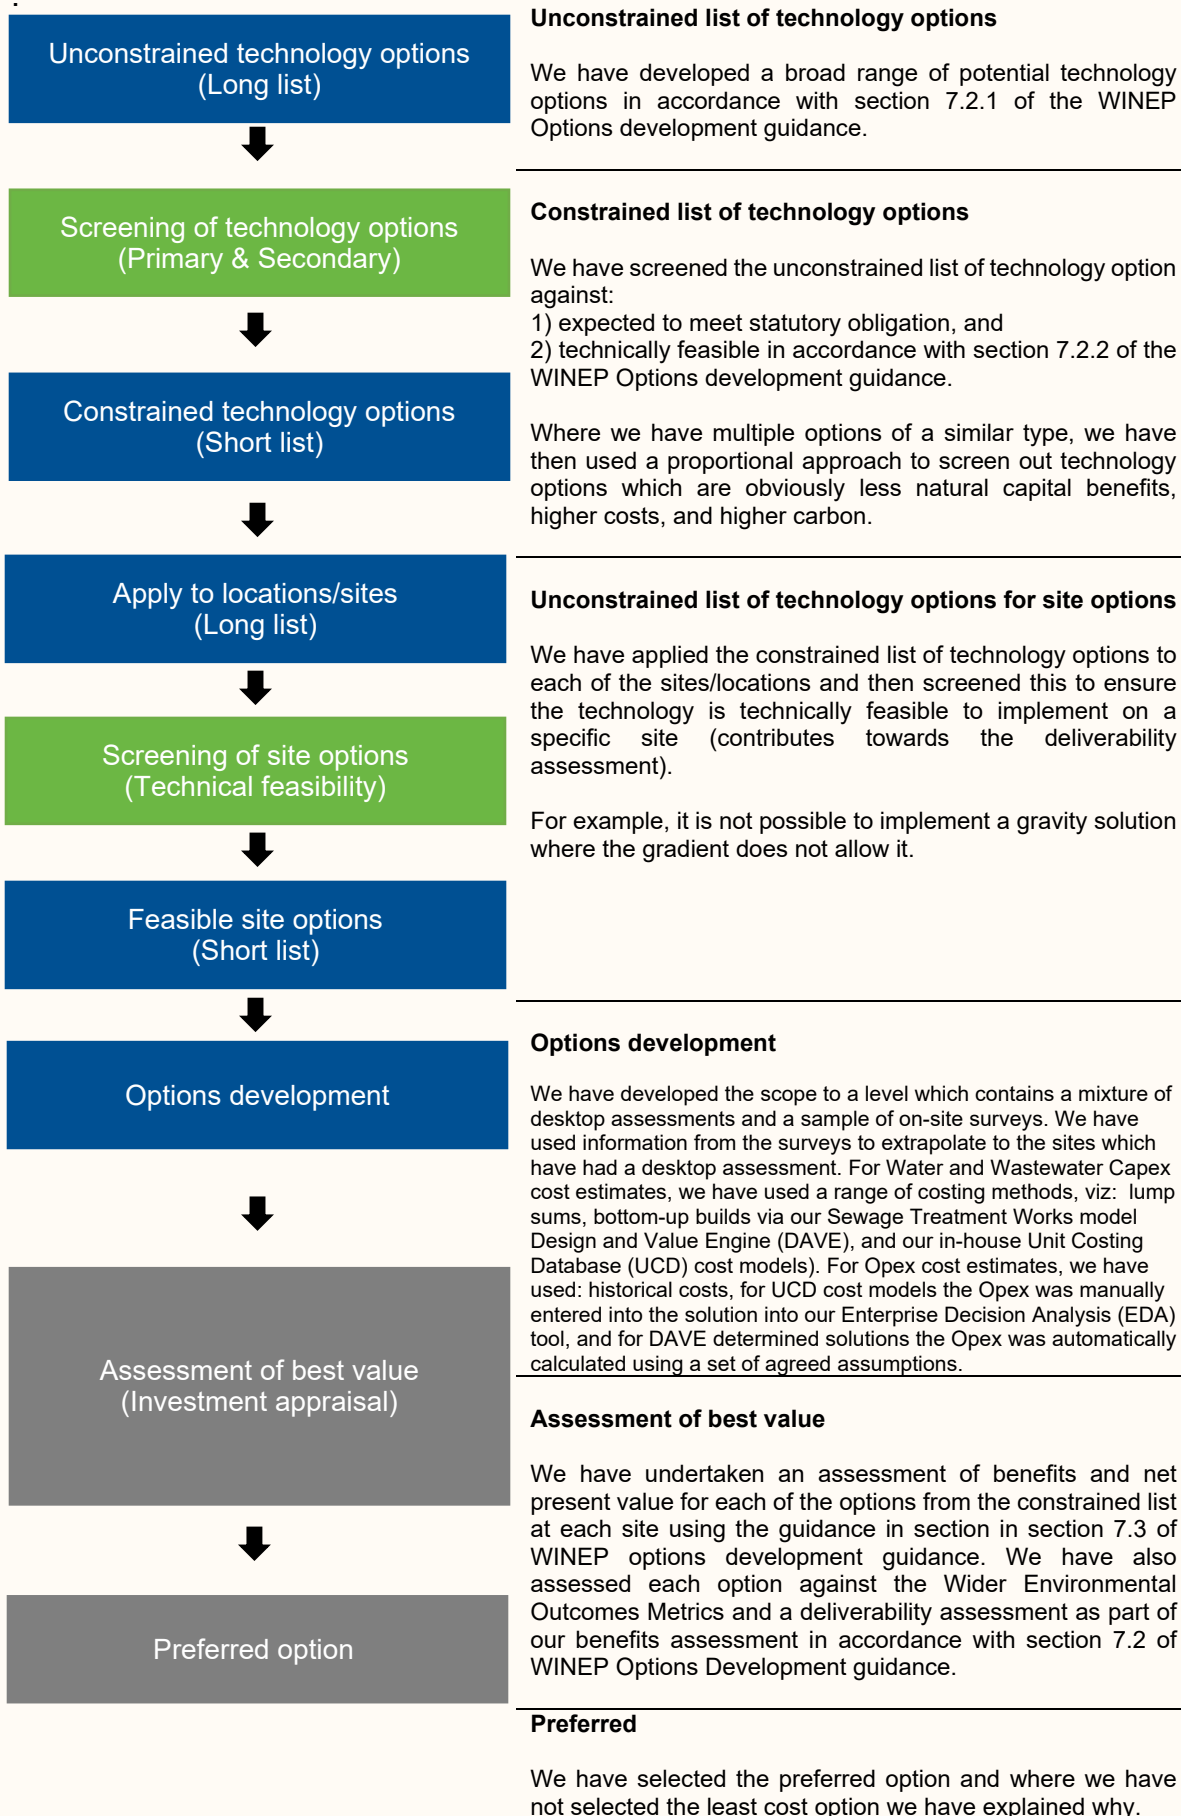 Unconstrained technology options
(Long list)
Unconstrained list of technology options
We have developed a broad range of potential technology
options in accordance with section 7.2.1 of the WINEP
Options development guidance.
Screening of technology options
(Primary & Secondary)
Constrained technology options
(Short list)
Constrained list of technology options
We have screened the unconstrained list of technology option
against:
1) expected to meet statutory obligation, and
2) technically feasible in accordance with section 7.2.2 of the
WINEP Options development guidance.
Where we have multiple options of a similar type, we have
then used a proportional approach to screen out technology
options which are obviously less natural capital benefits,
higher costs, and higher carbon.
Apply to locations/sites
(Long list)
Screening of site options
(Technical feasibility)
Feasible site options
(Short list)
Unconstrained list of technology options for site options
We have applied the constrained list of technology options to
each of the sites/locations and then screened this to ensure
the technology is technically feasible to implement on a
specific site (contributes towards the deliverability
assessment).
For example, it is not possible to implement a gravity solution
where the gradient does not allow it.
Options development
Options development
We have developed the scope to a level which contains a mixture of
desktop assessments and a sample of on-site surveys. We have
used information from the surveys to extrapolate to the sites which
have had a desktop assessment. For Water and Wastewater Capex
cost estimates, we have used a range of costing methods, viz: lump
sums, bottom-up builds via our Sewage Treatment Works model
Design and Value Engine (DAVE), and our in-house Unit Costing
Database (UCD) cost models). For Opex cost estimates, we have
used: historical costs, for UCD cost models the Opex was manually
entered into the solution into our Enterprise Decision Analysis (EDA)
tool, and for DAVE determined solutions the Opex was automatically
calculated using a set of agreed assumptions.
Assessment of best value
(Investment appraisal)
Assessment of best value
We have undertaken an assessment of benefits and net
present value for each of the options from the constrained list
at each site using the guidance in section in section 7.3 of
WINEP options development guidance. We have also
assessed each option against the Wider Environmental
Outcomes Metrics and a deliverability assessment as part of
our benefits assessment in accordance with section 7.2 of
WINEP Options Development guidance.
Preferred option
Preferred
We have selected the preferred option and where we have
not selected the least cost option we have explained why.